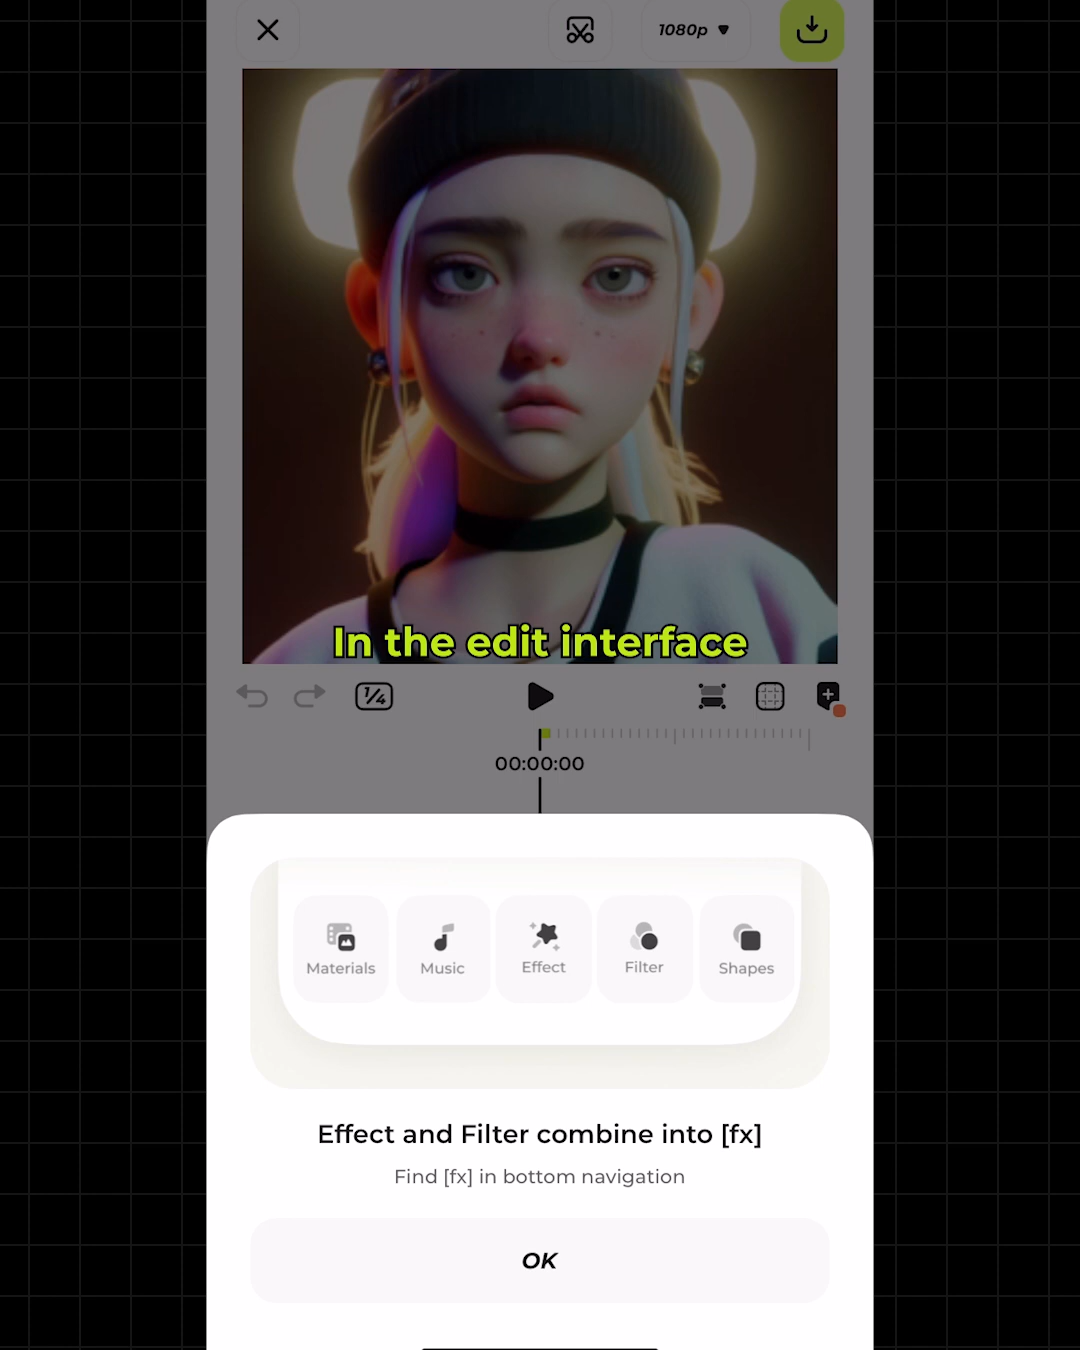 1080p
In the edit interface
1/4
00:00:00
Materials
Music
Effect
Filter
Shapes
Effect and Filter combine into [fx]
Find [fx] in bottom navigation
OK